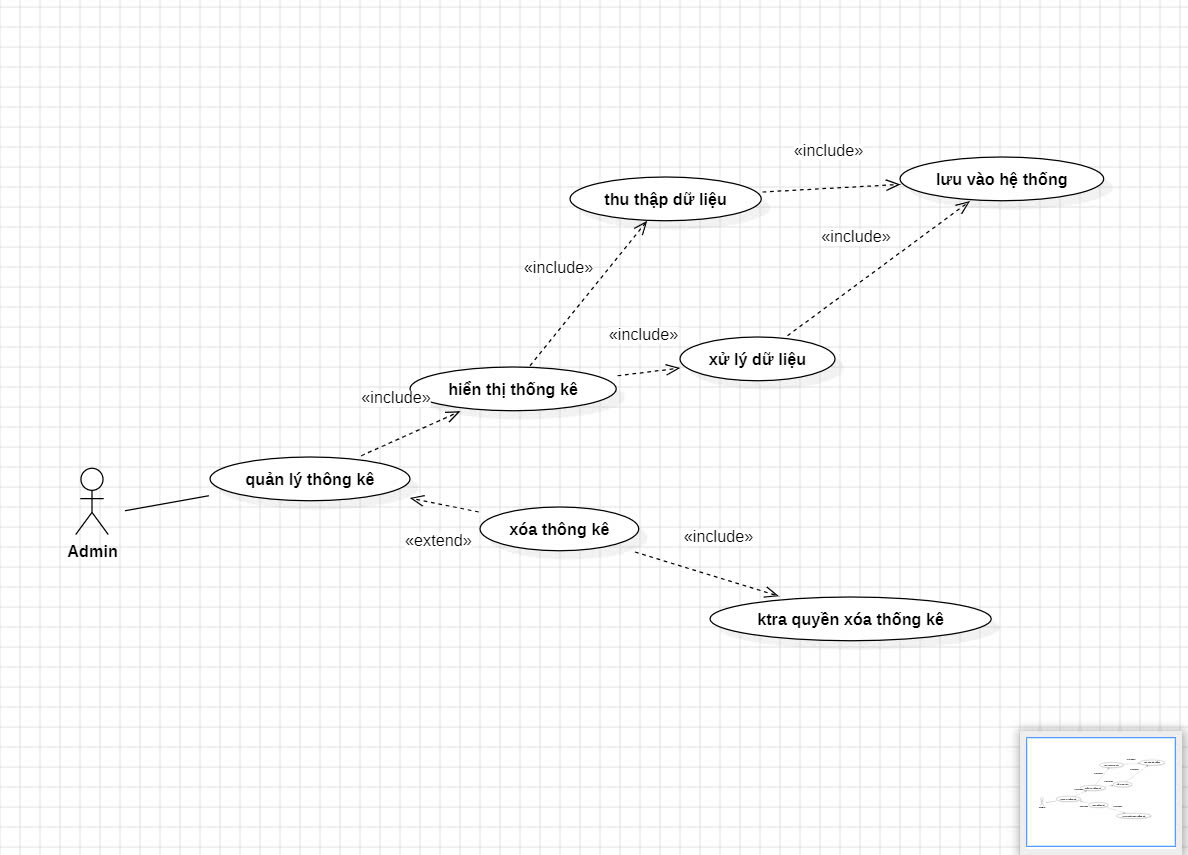 «include»
lưu vào hệ thống
thu thập dữ liệu
«include»
«include»
«include»
xử lý dữ liệu
hiển thị thống kê
«include»
quản lý thông kê
xóa thông kê
«include»
«extend»
Admin
ktra quyền xóa thống kê